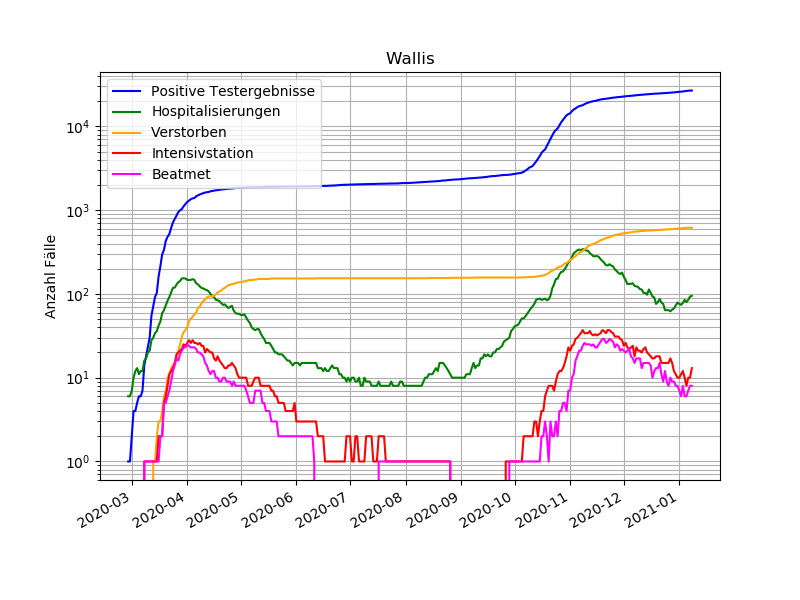 Wallis
Positive Testergebnisse
Hospitalisierungen
Verstorben
Intensivstation
Beatmet
Anzahl Fälle
10^4
10^3
10^2
10^1
10^0
2020-03
2020-04
2020-05
2020-06
2020-07
2020-08
2020-09
2020-10
2020-11
2020-12
2021-01